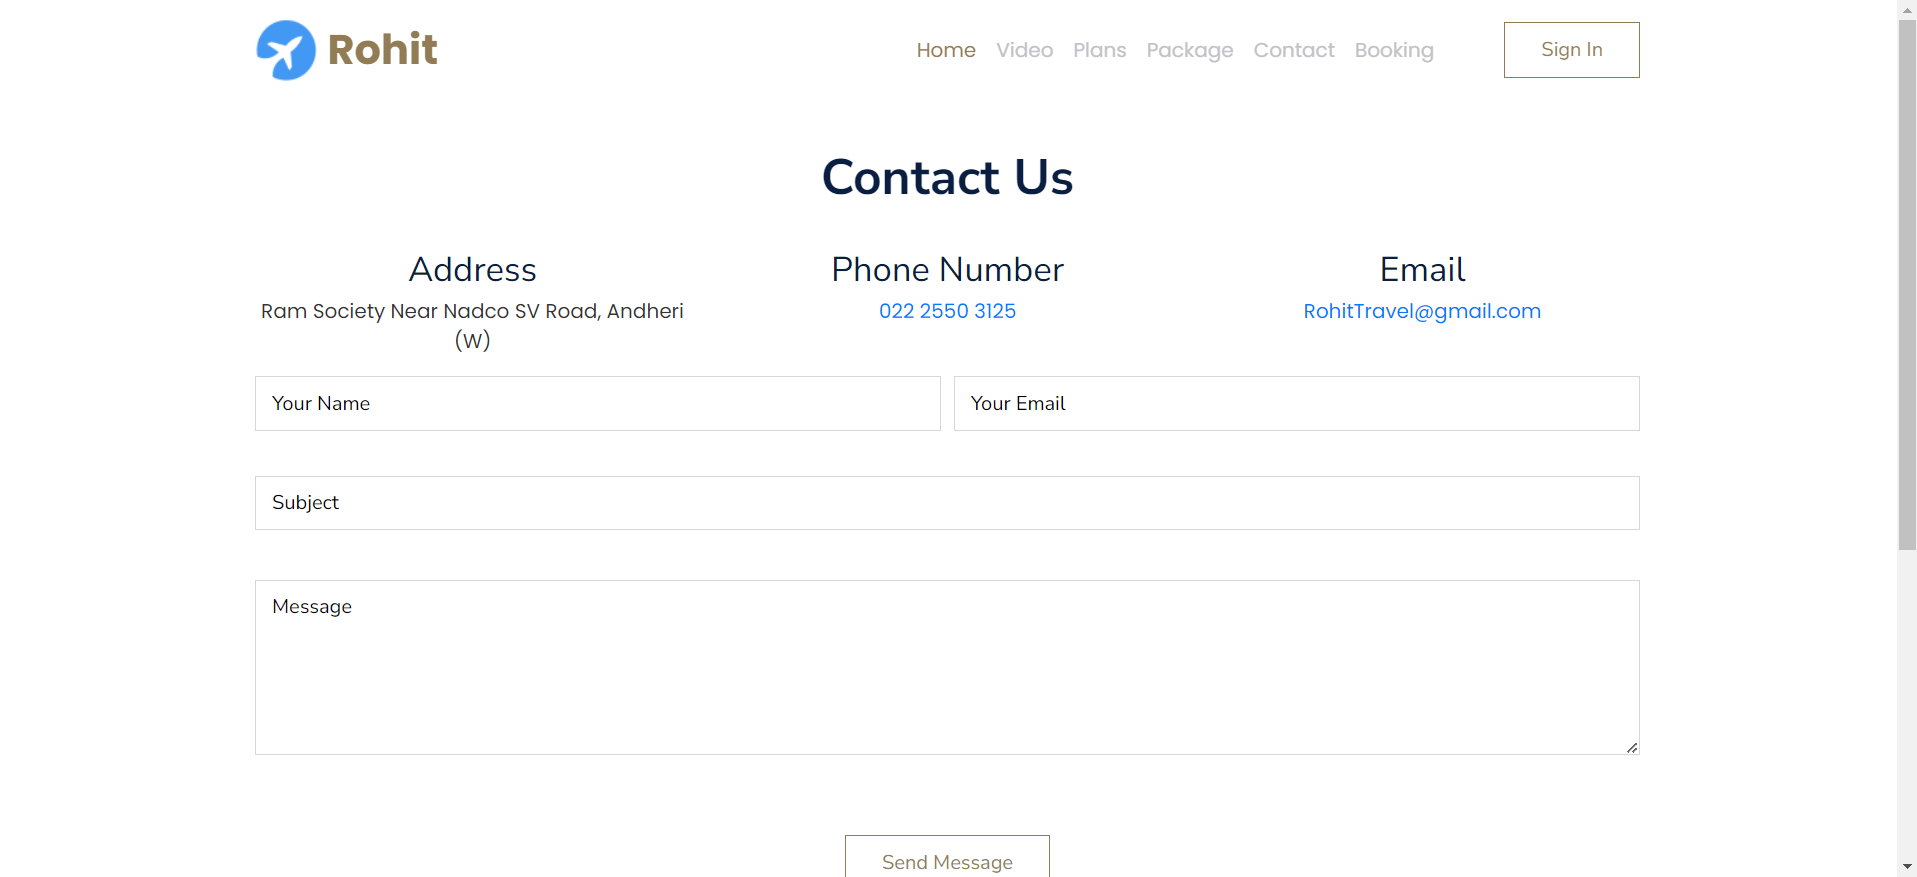 Rohit
Home Video Plans Package Contact Booking Sign In
Contact Us
Address
Ram Society Near Nadco SV Road, Andheri
(W)
Phone Number
022 2550 3125
Email
RohitTravel@gmail.com
Your Name
Your Email
Subject
Message
Send Message